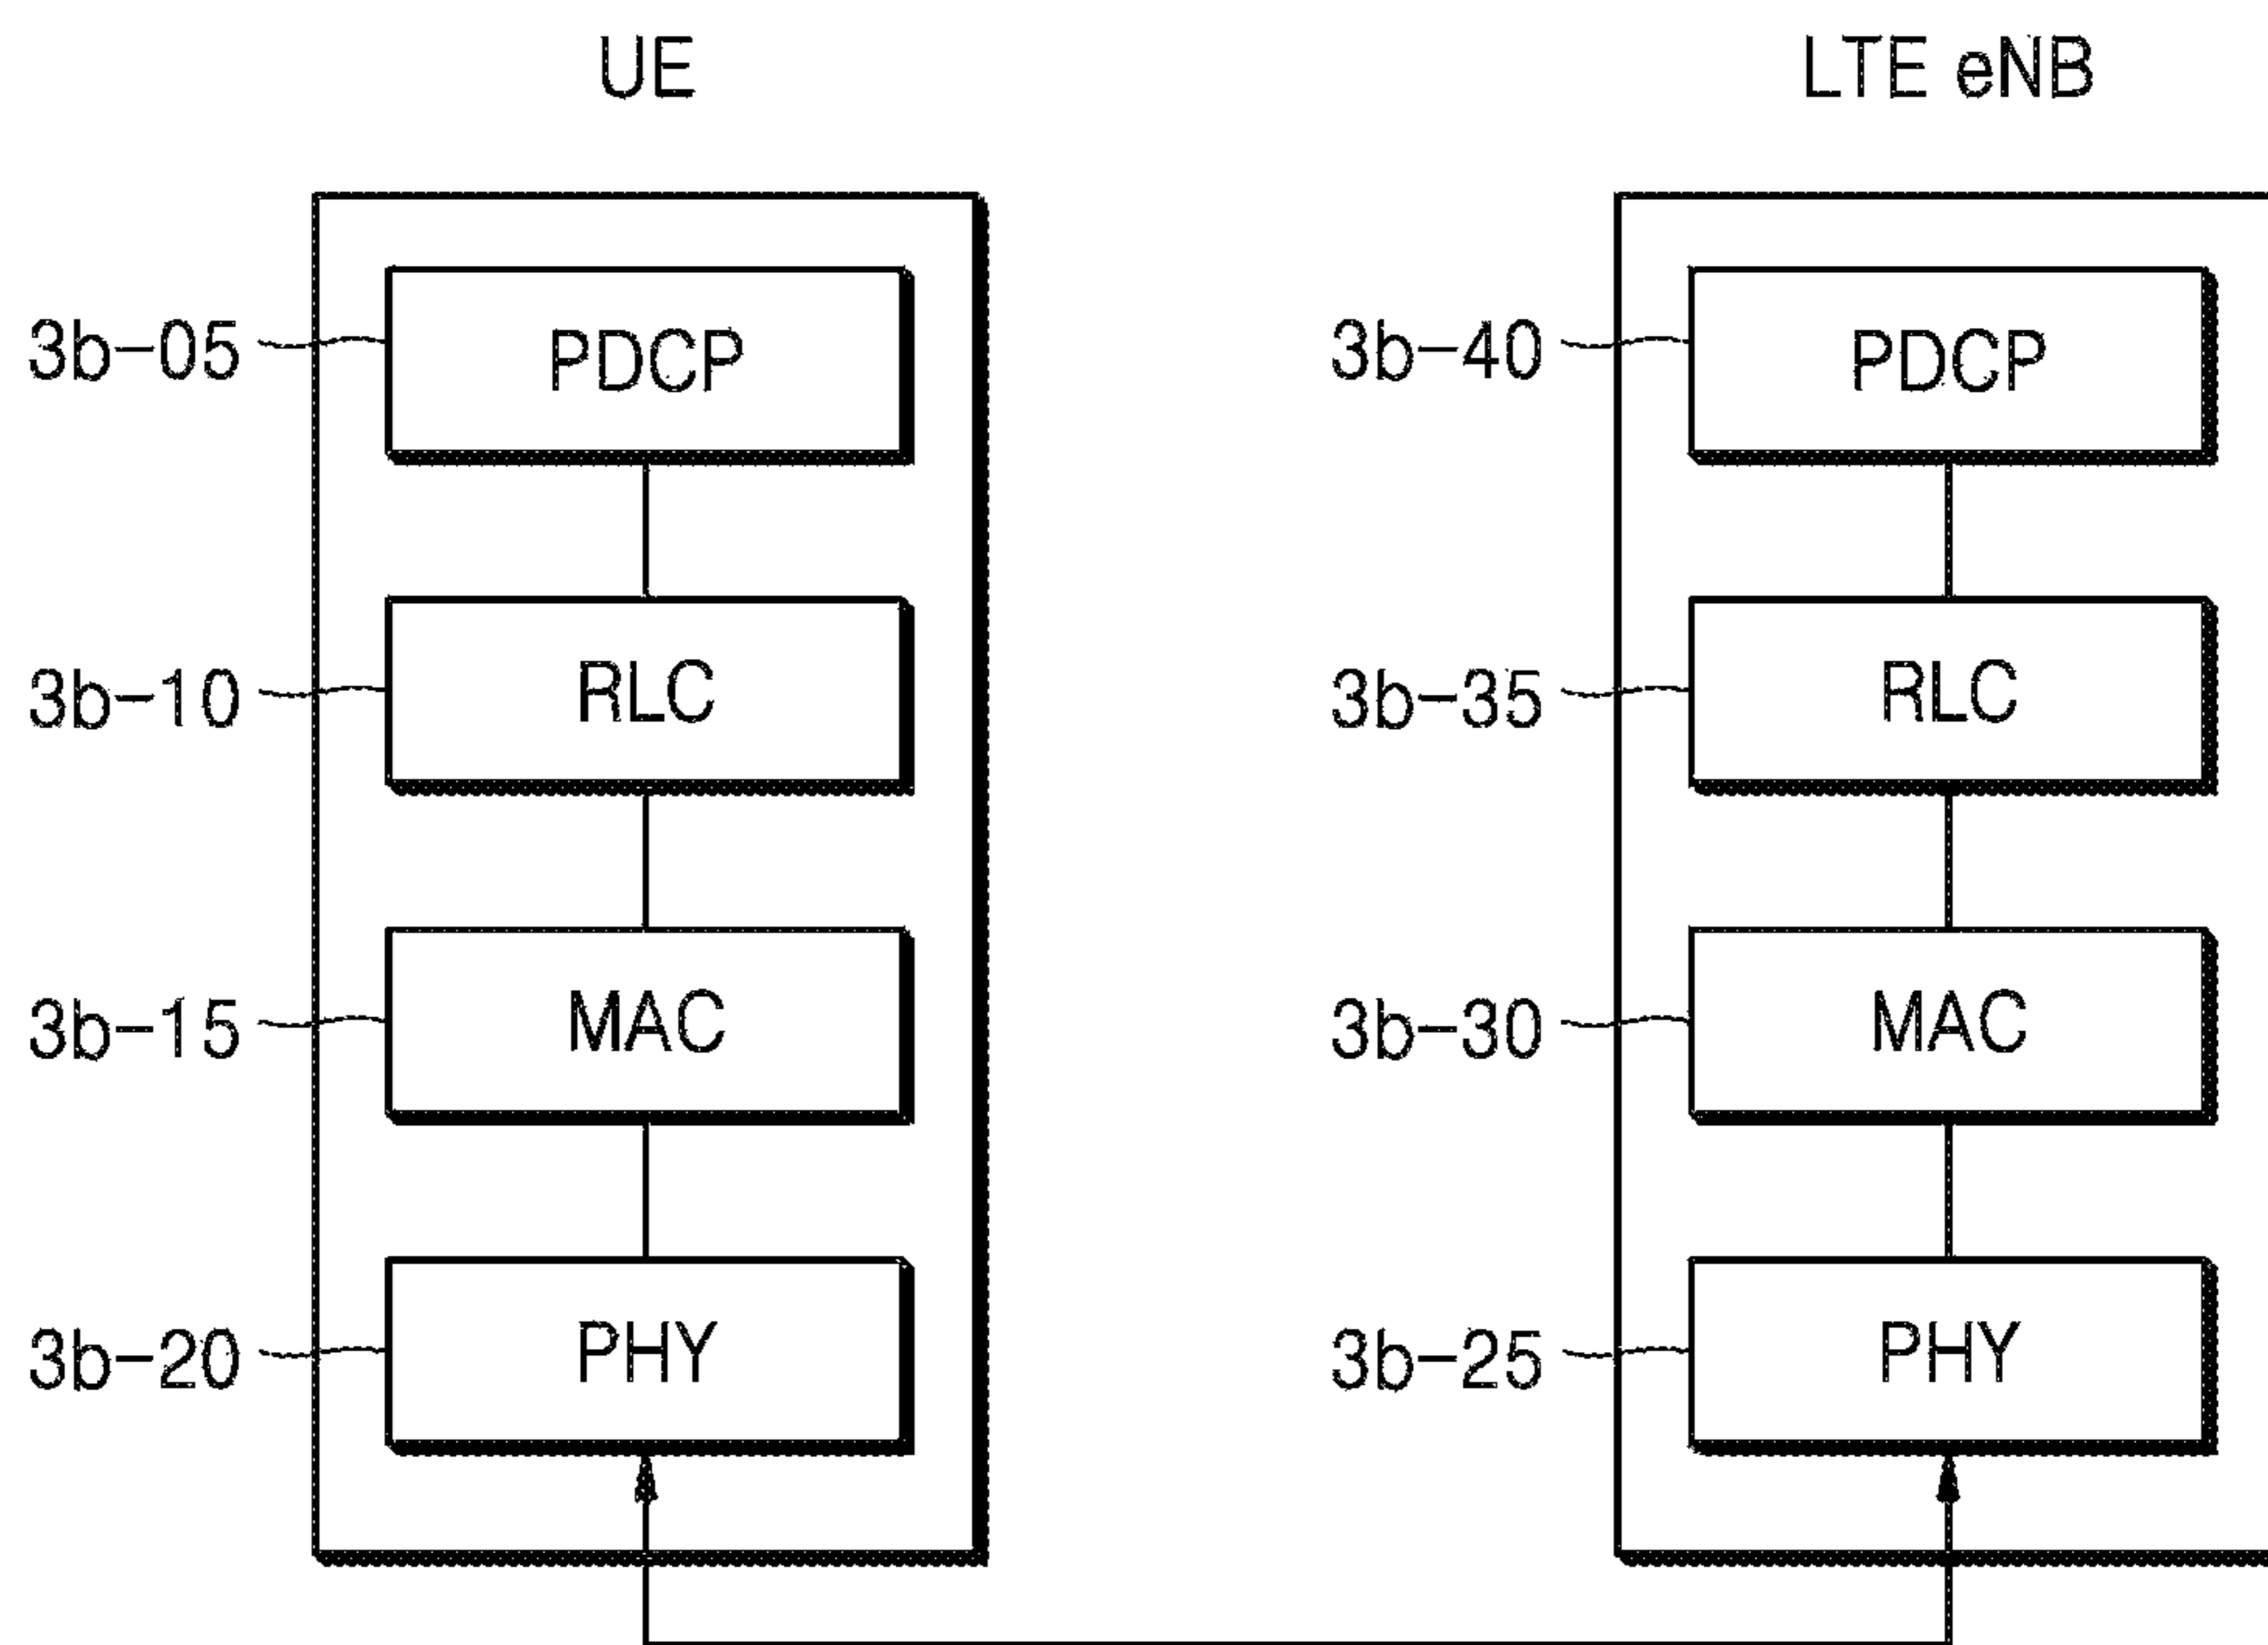 UE
LTE eNB
3b-05
PDCP
3b-40
PDCP
3b-10
RLC
3b-35
RLC
3b-15
MAC
3b-30
MAC
3b-20
PHY
3b-25
PHY